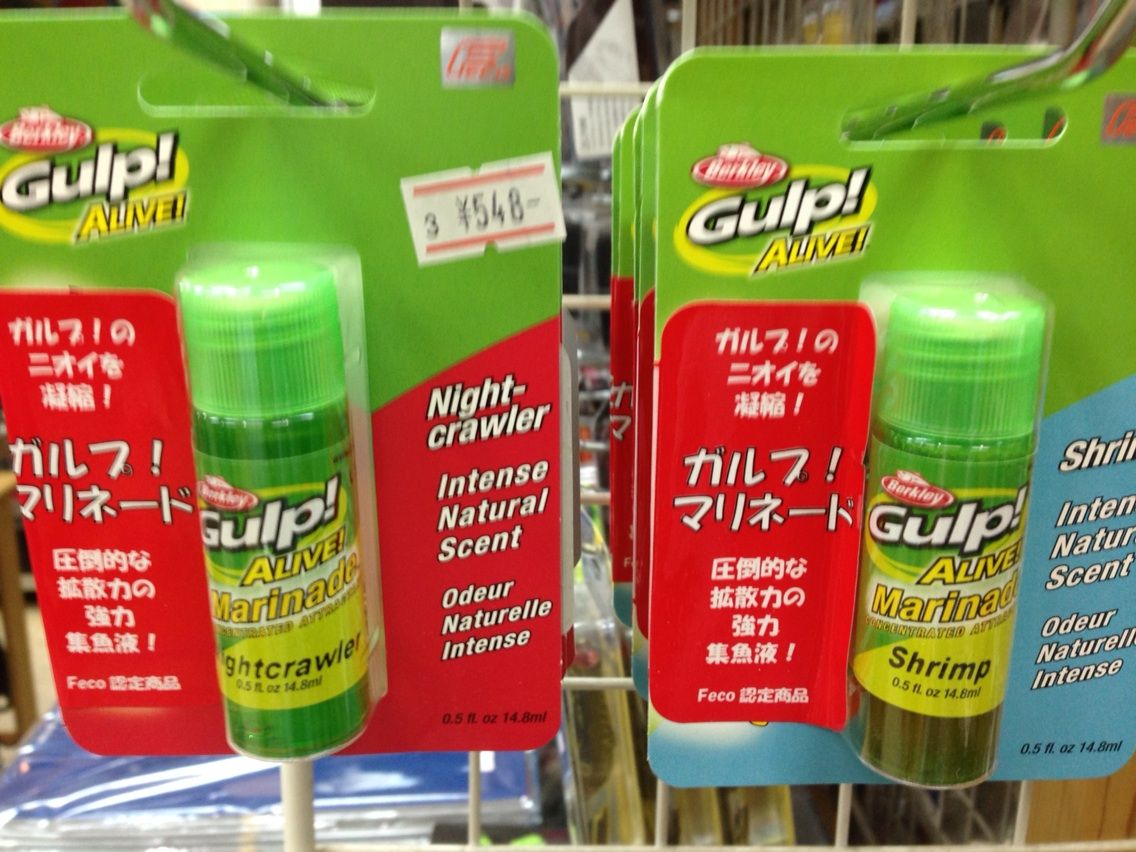 Berkley
Gulp!
ALIVE!
Feco
3 ¥548-
ガルプ！の
ニオイを
凝縮！
ガルプ！
マリネード
圧倒的な
拡散力の
強力
集魚液！
Feco 認定商品
Night-
crawler
Intense
Natural
Scent
Odeur
Naturelle
Intense
0.5 fl. oz 14.8ml
Berkley
Gulp!
ALIVE!
Marinade
CONCENTRATED
ghtcrawler
0.5 fl. oz 14.8ml
Berkley
Gulp!
ALIVE!
ガルプ！の
ニオイを
凝縮！
ガルプ！
マリネード
圧倒的な
拡散力の
強力
集魚液！
Feco 認定商品
Berkley
Gulp!
ALIVE!
Marinad
CONCENTRATED
Shrimp
0.5 fl. oz 14.8ml
Shri
Inten
Natur
Scent
Odeur
Naturelle
Intense
0.5 fl. oz 14.8ml